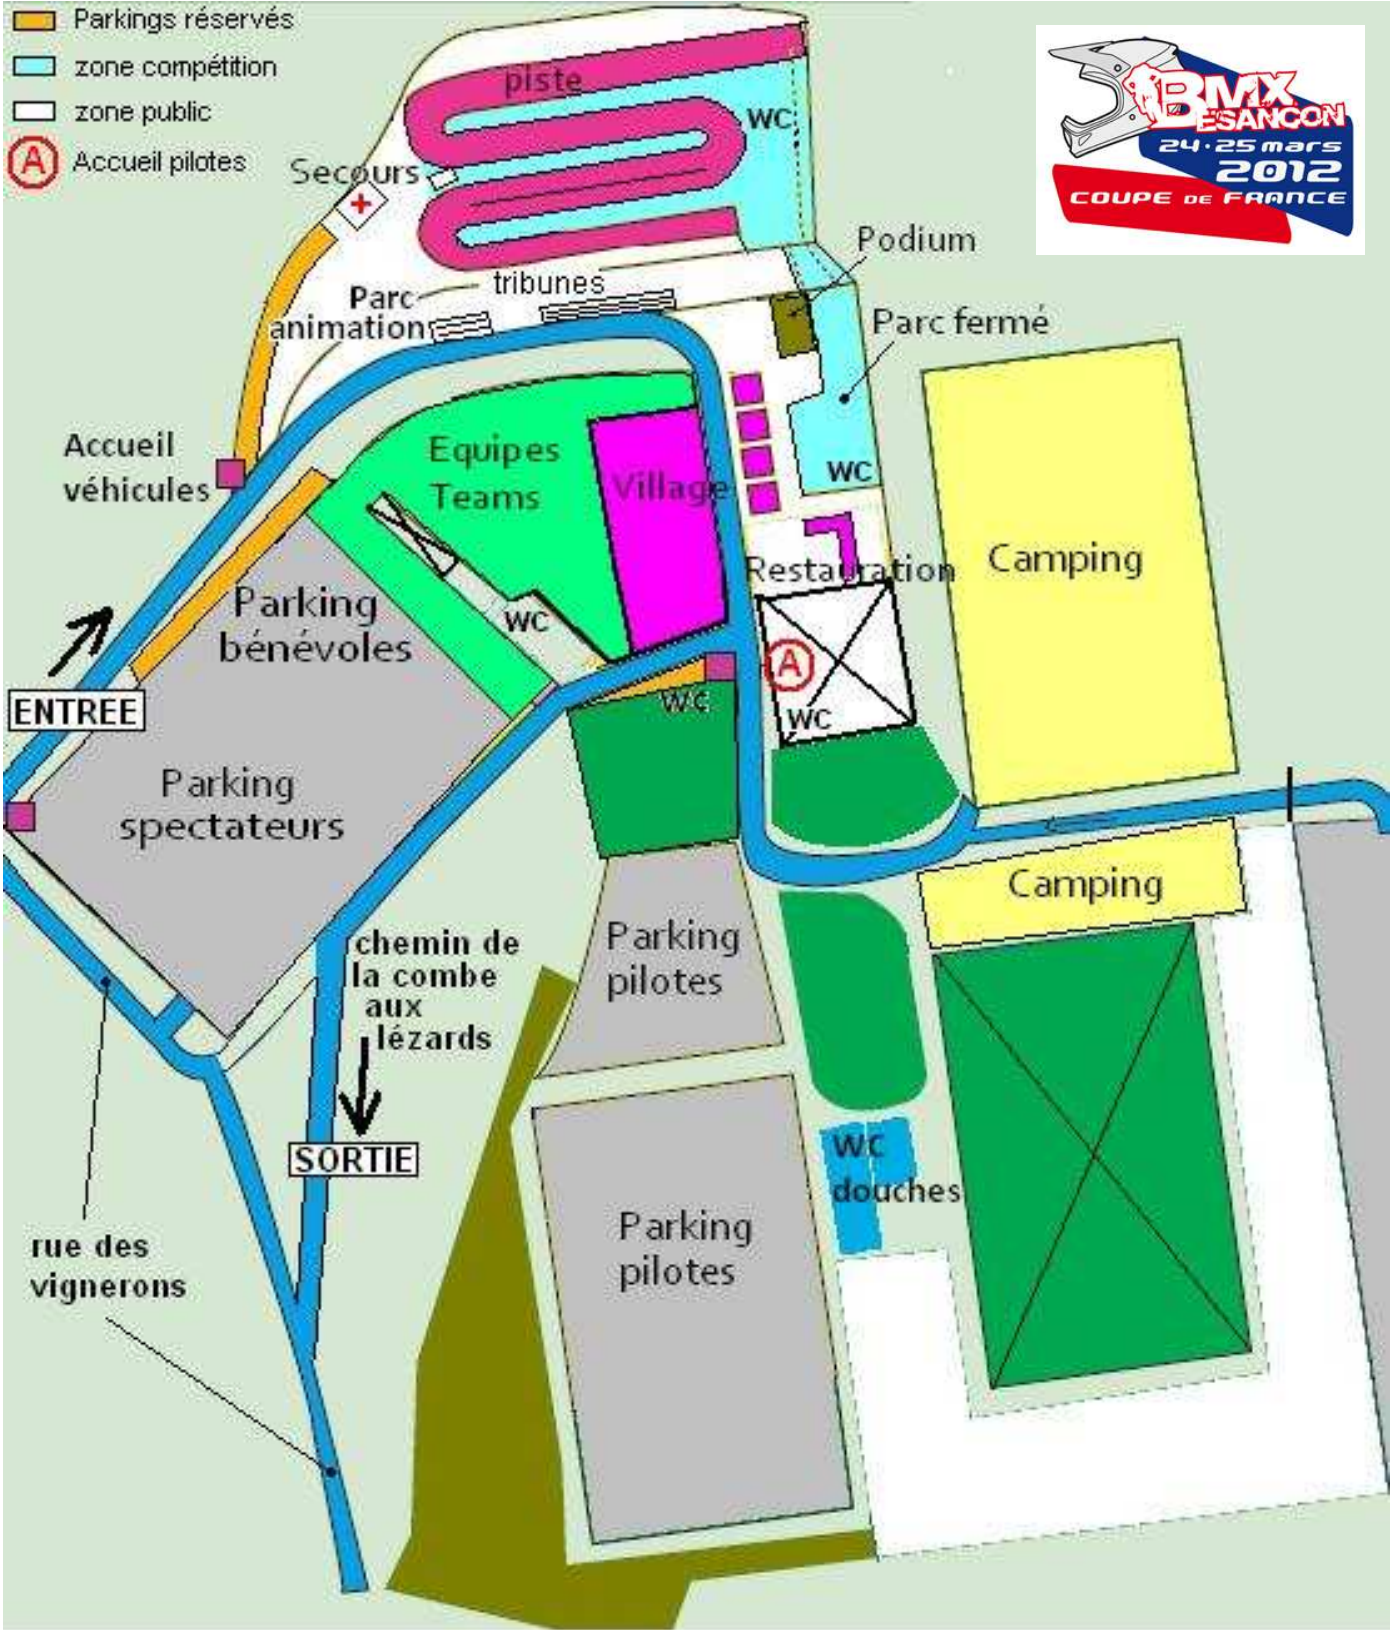 Parkings réservés
zone compétition
zone public
A Accueil pilotes
BMX
BESANCON
24·25 mars
2012
COUPE DE FRANCE
piste
WC
Secours
Podium
tribunes
Parc
animation
Parc fermé
Accueil
véhicules
Equipes
Teams
Village
WC
Restauration
Camping
Parking
bénévoles
WC
A
WC
WC
ENTREE
Parking
spectateurs
Camping
chemin de
la combe
aux
lézards
Parking
pilotes
SORTIE
WC
douches
rue des
vignerons
Parking
pilotes